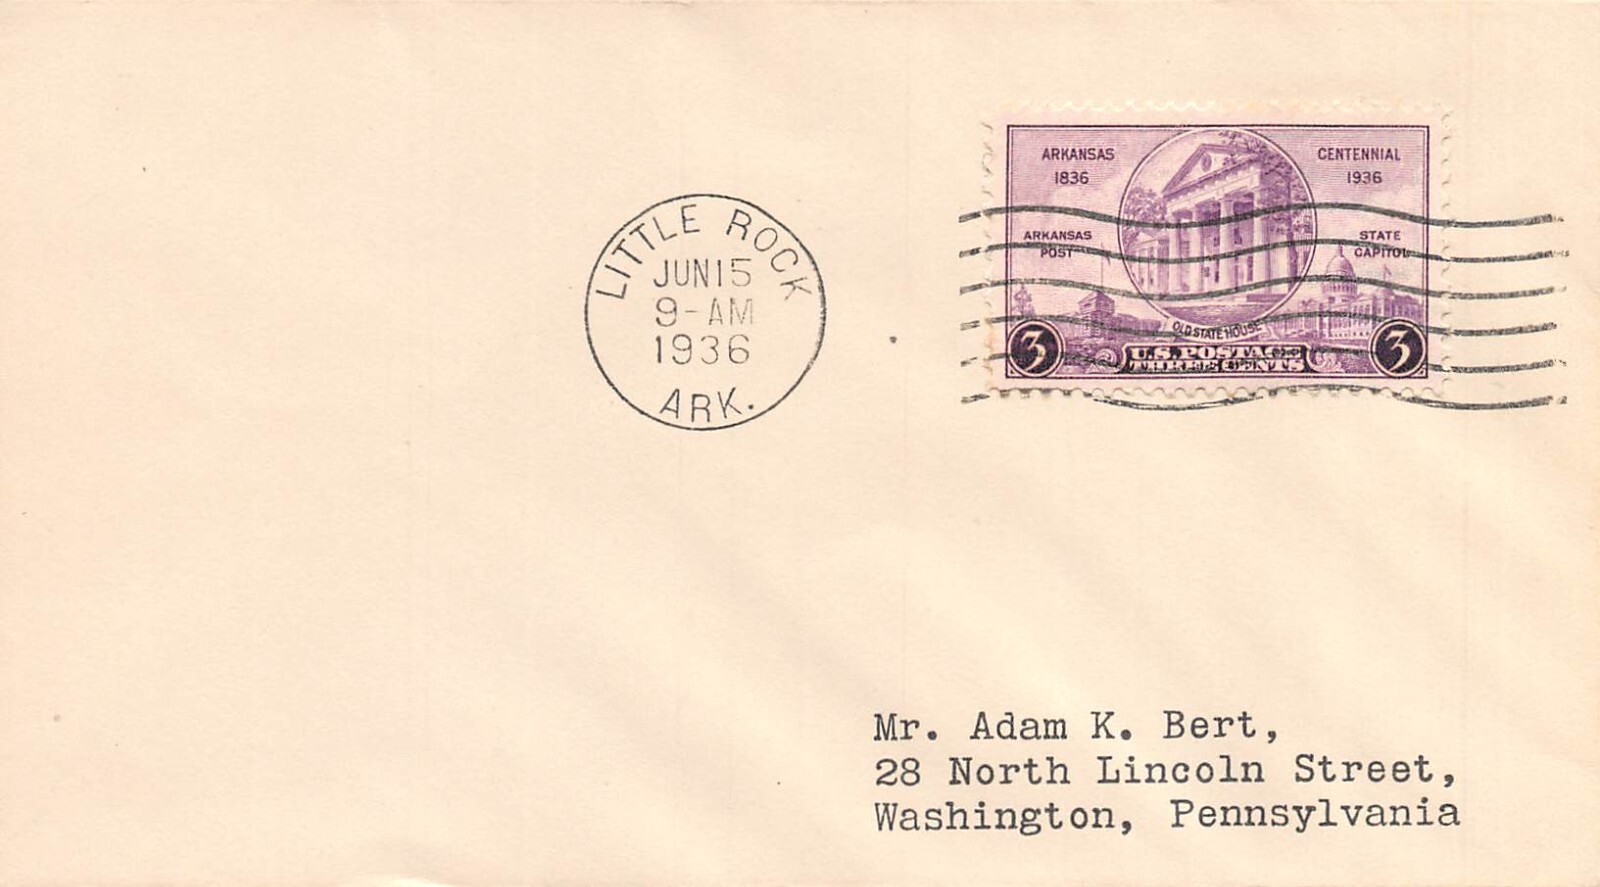 LITTLE ROCK
JUN 15
9-AM
1936
ARK.
ARKANSAS
1836
CENTENNIAL
1936
ARKANSAS
POST
STATE
CAPITOL
OLD STATE HOUSE
3
U.S. POSTAGE
THREE CENTS
3
Mr. Adam K. Bert,
28 North Lincoln Street,
Washington, Pennsylvania